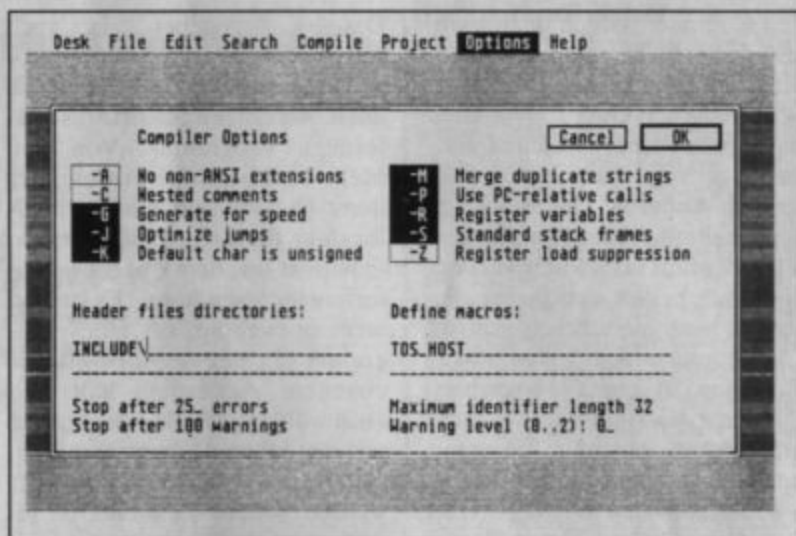 Desk File Edit Search Compile Project Options Help
Compiler Options
Cancel OK
-A No non-ANSI extensions
-C Nested comments
-G Generate for speed
-J Optimize jumps
-K Default char is unsigned
-M Merge duplicate strings
-P Use PC-relative calls
-R Register variables
-S Standard stack frames
-Z Register load suppression
Header files directories:
INCLUDE\
Define macros:
TOS_HOST
Stop after 25_ errors
Stop after 100 warnings
Maximum identifier length 32
Warning level (0..2): 0_